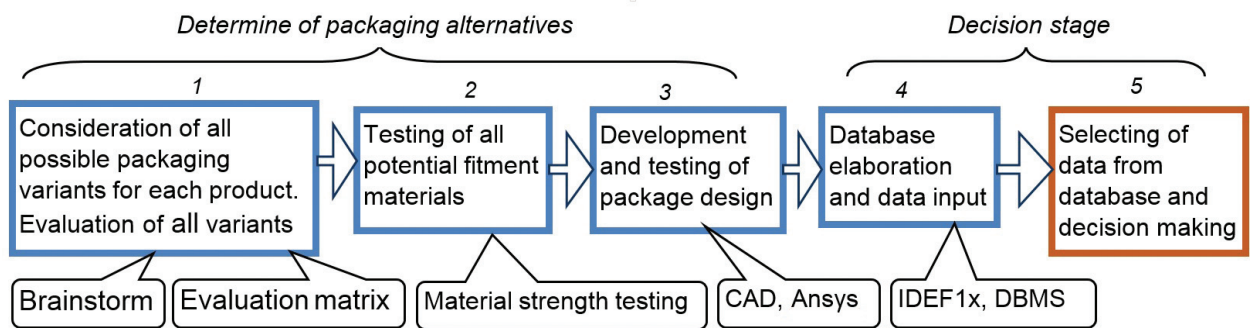 Determine of packaging alternatives
Decision stage
1
2
3
4
5
Consideration of all
possible packaging
variants for each product.
Evaluation of all variants
Testing of all
potential fitment
materials
Development
and testing of
package design
Database
elaboration
and data input
Selecting of
data from
database and
decision making
Brainstorm
Evaluation matrix
Material strength testing
CAD, Ansys
IDEF1x, DBMS